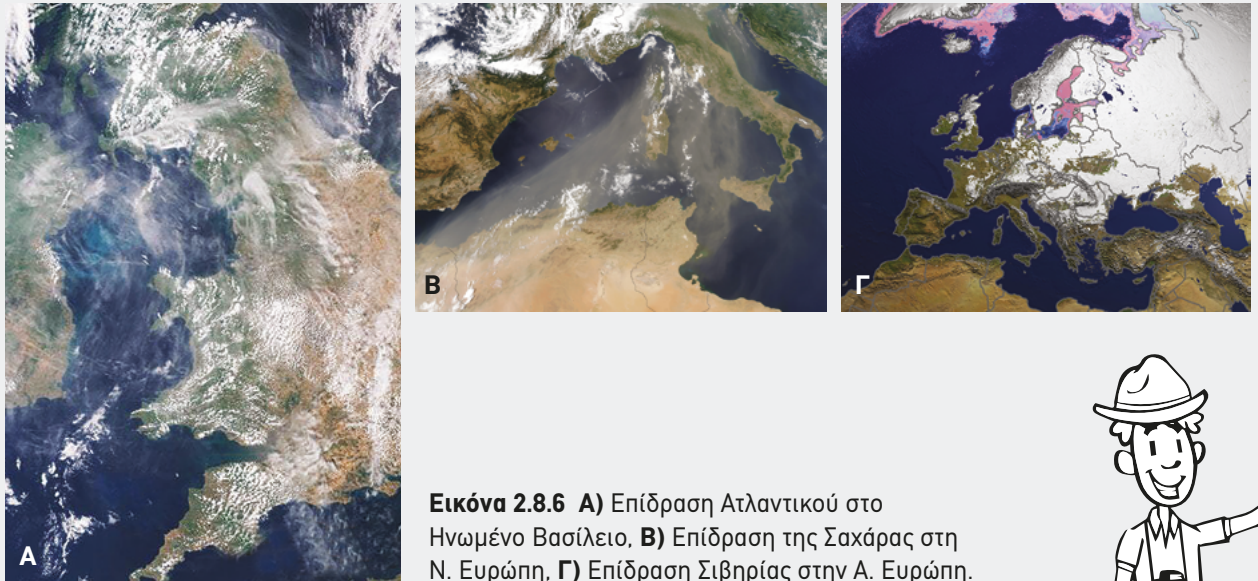 Α
Β
Γ
Εικόνα 2.8.6 Α) Επίδραση Ατλαντικού στο
Ηνωμένο Βασίλειο, Β) Επίδραση της Σαχάρας στη
Ν. Ευρώπη, Γ) Επίδραση Σιβηρίας στην Α. Ευρώπη.